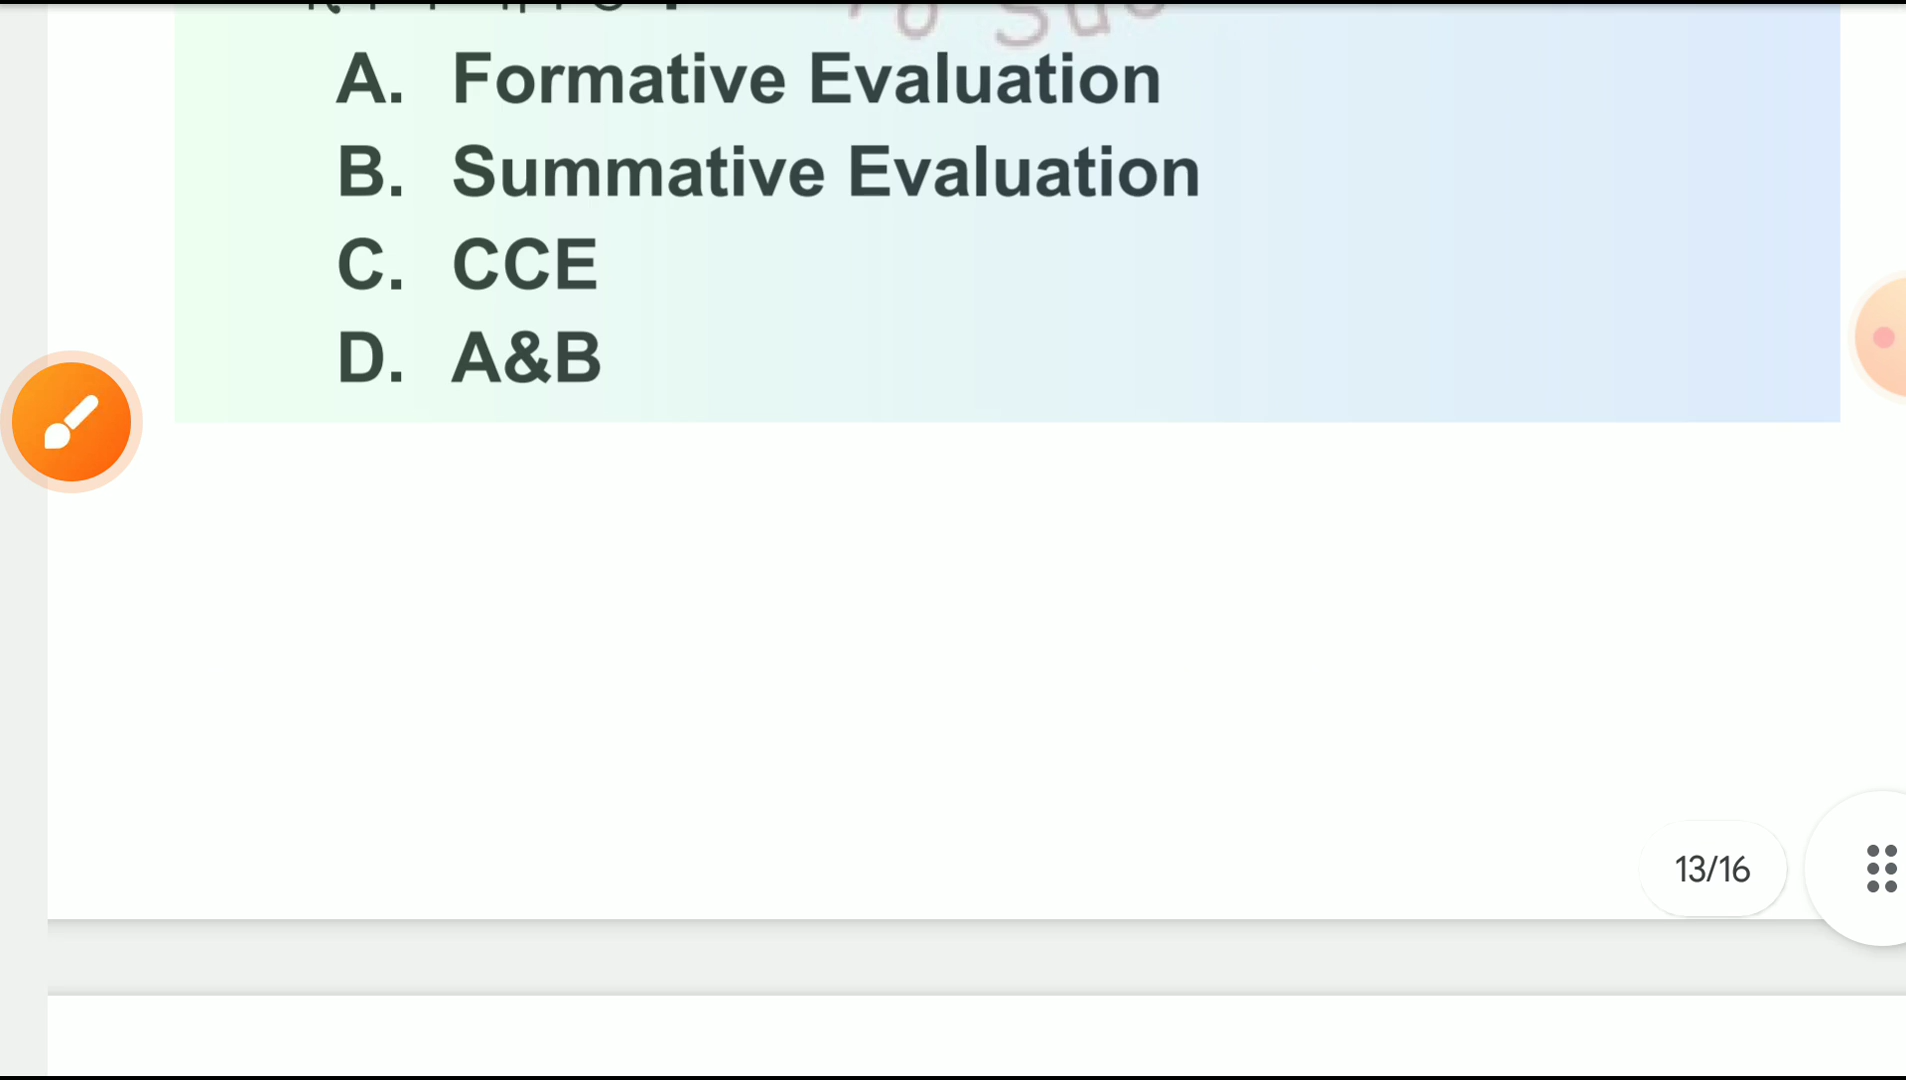 A. Formative Evaluation
B. Summative Evaluation
C. CCE
D. A&B
13/16